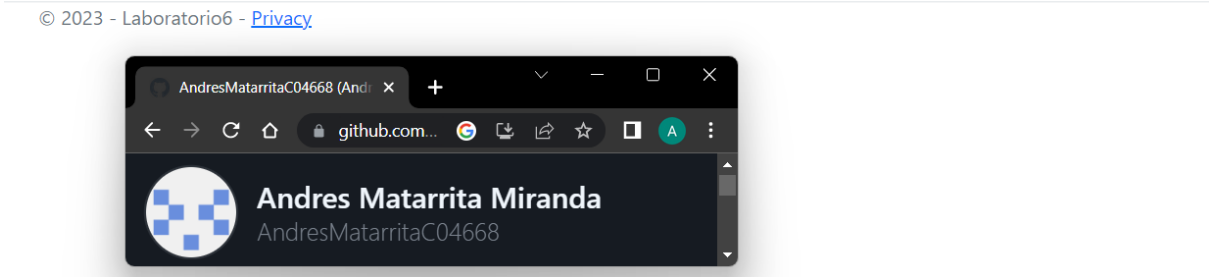 © 2023 - Laboratorio6 - Privacy
AndresMatarritaC04668 (Andr
github.com...
A
Andres Matarrita Miranda
AndresMatarritaC04668